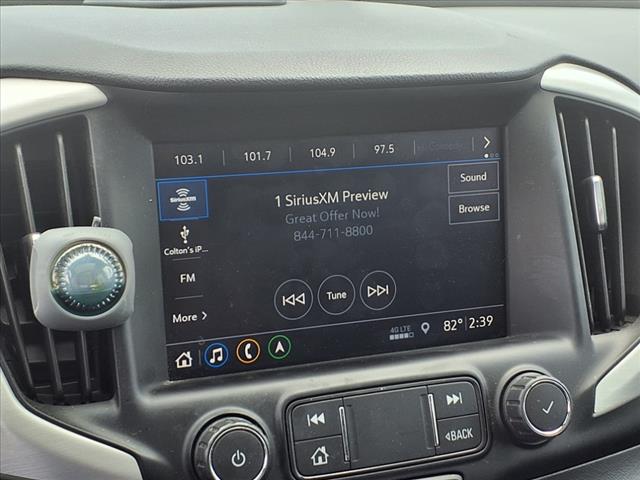 103.1 101.7 104.9 97.5 Comedy
SiriusXM
1 SiriusXM Preview
Great Offer Now!
844-711-8800
Sound
Browse
Colton's iP...
FM
More >
Tune
4G LTE
82° 2:39
BACK